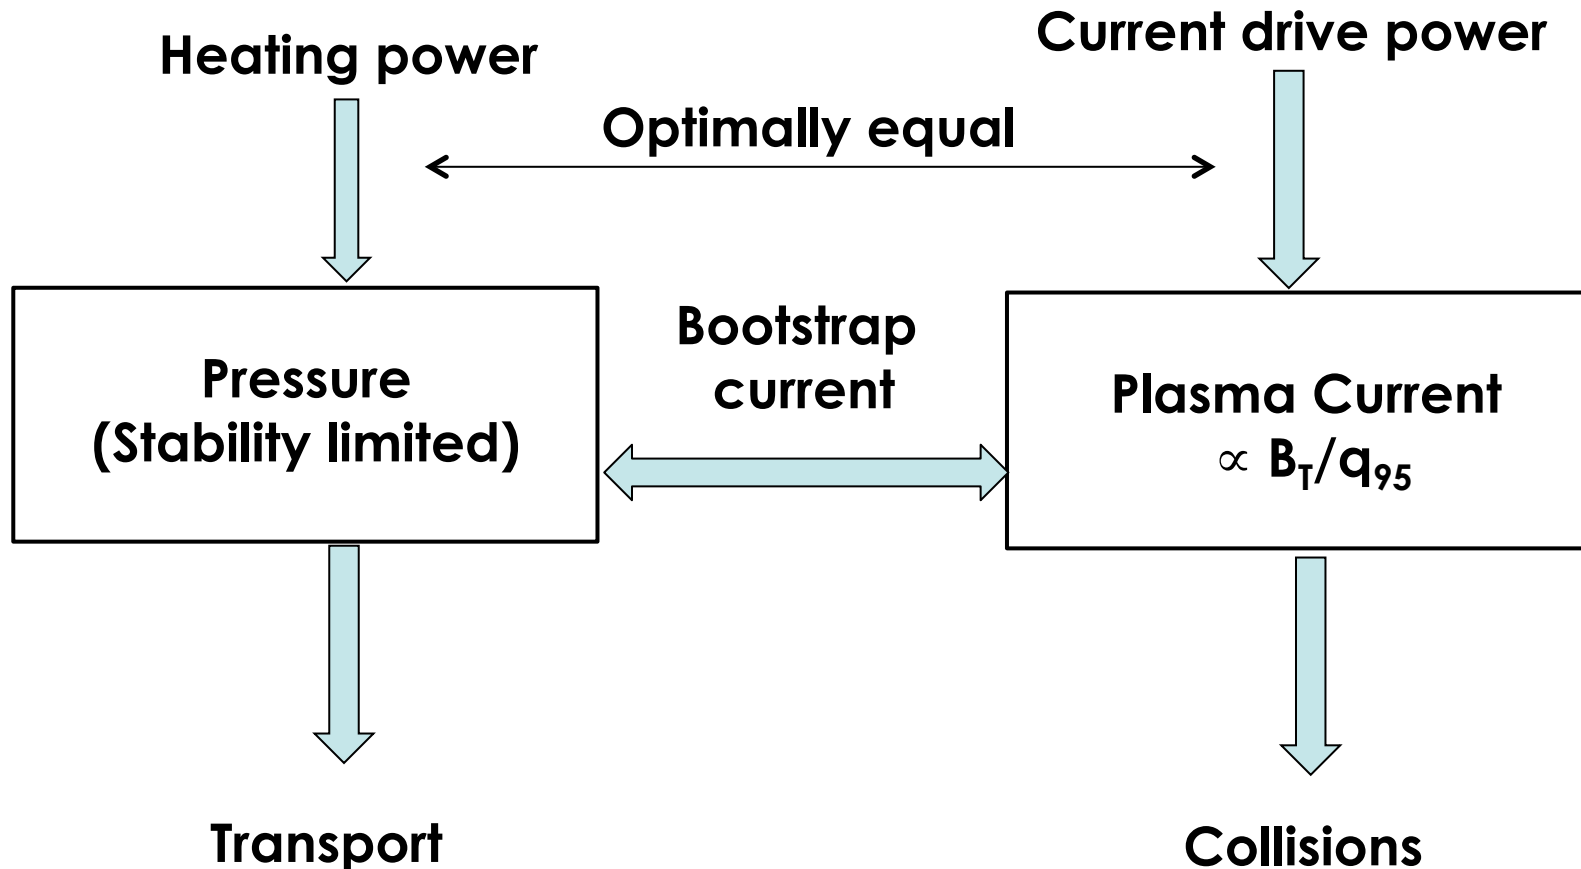 Heating power
Current drive power
Optimally equal
Pressure
(Stability limited)
Bootstrap
current
Plasma Current
∝ B_T/q_95
Transport
Collisions